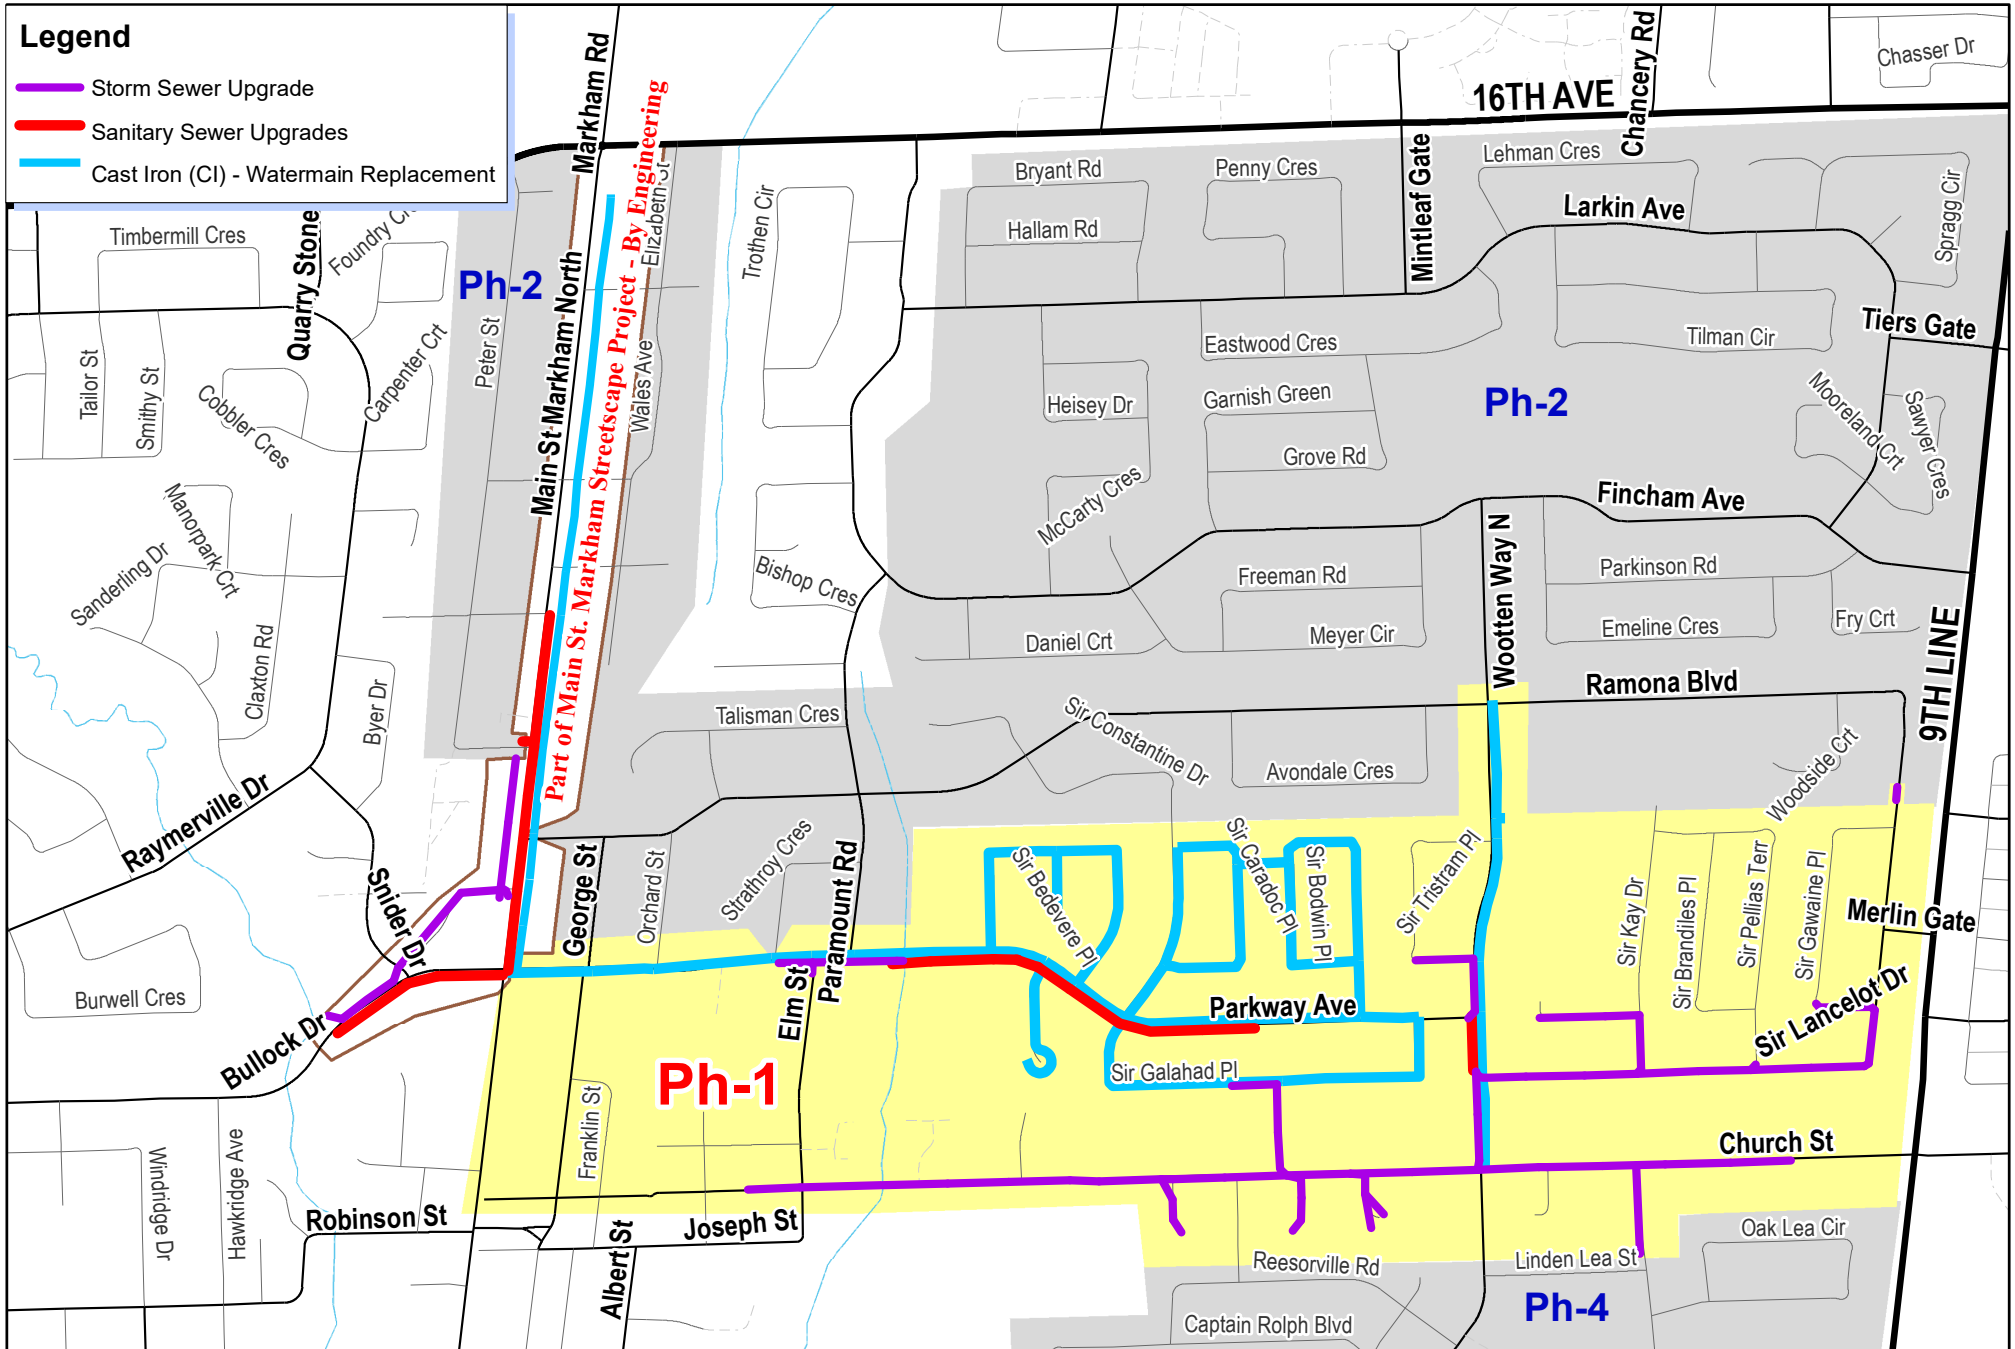 Legend
Storm Sewer Upgrade
Sanitary Sewer Upgrades
Cast Iron (CI) - Watermain Replacement
Markham Rd
16TH AVE
Chancery Rd
Chasser Dr
Mintleaf Gate
Lehman Cres
Larkin Ave
Spragg Cir
Bryant Rd
Penny Cres
Hallam Rd
Trothen Cir
Elizabeth St
Part of Main St. Markham Streetscape Project - By Engineering
Timbermill Cres
Quarry Stone
Foundry
Ph-2
Main St Markham North
Peter St
Wales Ave
Tailor St
Smithy St
Cobbler Cres
Carpenter Crt
Eastwood Cres
Tilman Cir
Tiers Gate
Heisey Dr
Garnish Green
Ph-2
Mooreland Crt
Sawyer Cres
Grove Rd
McCarty Cres
Fincham Ave
Wootten Way N
Manorpark Crt
Sanderling Dr
Claxton Rd
Bishop Cres
Freeman Rd
Parkinson Rd
Daniel Crt
Meyer Cir
Emeline Cres
Fry Crt
9TH LINE
Byer Dr
Talisman Cres
Sir Constantine Dr
Ramona Blvd
Avondale Cres
Woodside Crt
Raymerville Dr
Snider Dr
George St
Orchard St
Strathroy Cres
Paramount Rd
Sir Bedevere Pl
Sir Caradoc Pl
Sir Bodwin Pl
Sir Tristram Pl
Sir Kay Dr
Sir Brandiles Pl
Sir Pellias Terr
Sir Gawaine Pl
Merlin Gate
Burwell Cres
Bullock Dr
Elm St
Parkway Ave
Sir Lancelot Dr
Ph-1
Sir Galahad Pl
Franklin St
Church St
Windridge Dr
Hawkridge Ave
Robinson St
Albert St
Joseph St
Reesorville Rd
Linden Lea St
Oak Lea Cir
Ph-4
Captain Rolph Blvd